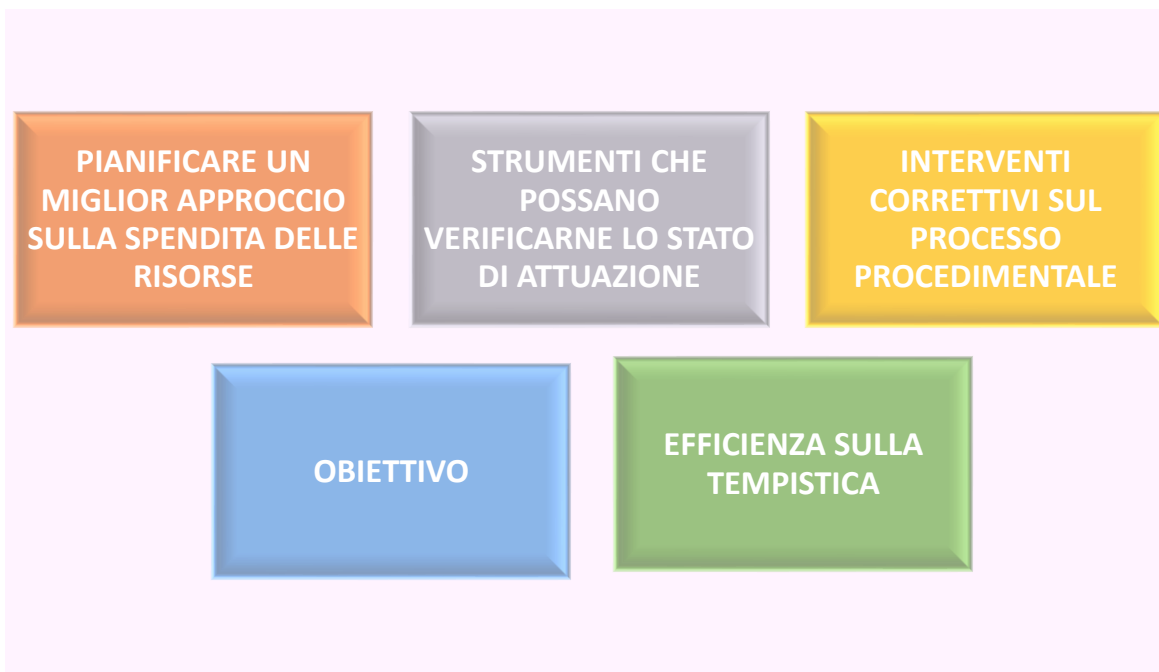 PIANIFICARE UN
MIGLIOR APPROCCIO
SULLA SPENDITA DELLE
RISORSE
STRUMENTI CHE
POSSANO
VERIFICARNE LO STATO
DI ATTUAZIONE
INTERVENTI
CORRETTIVI SUL
PROCESSO
PROCEDIMENTALE
OBIETTIVO
EFFICIENZA SULLA
TEMPISTICA